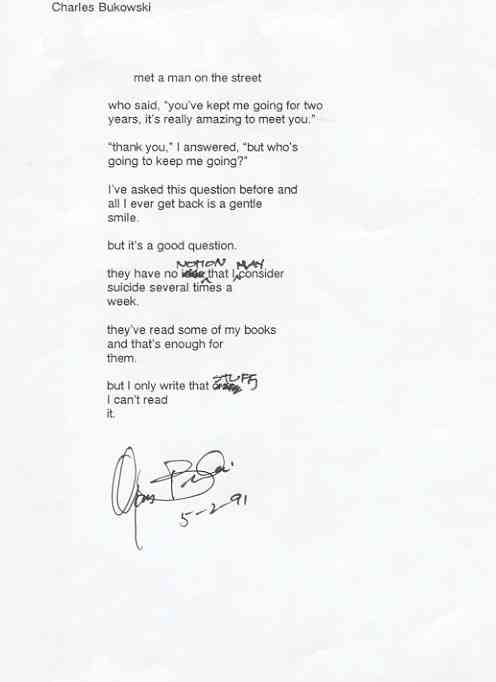 Charles Bukowski
met a man on the street
who said, "you've kept me going for two
years, it's really amazing to meet you."
"thank you," I answered, "but who's
going to keep me going?"
I've asked this question before and
all I ever get back is a gentle
smile.
but it's a good question.
they have no NOTION that I MAY consider
suicide several times a
week.
they've read some of my books
and that's enough for
them.
but I only write that STUFF
I can't read
it.
5-2-91